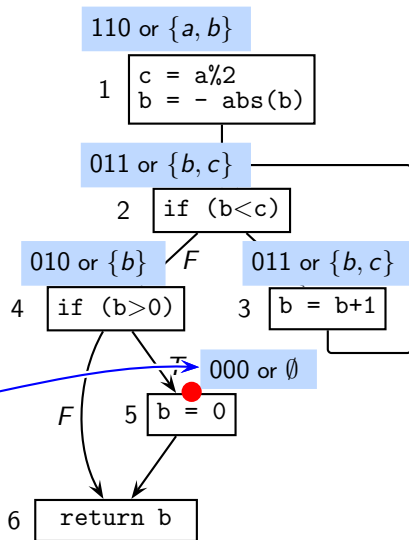 110 or {a, b}
1
c = a%2
b = - abs(b)
011 or {b, c}
2
if (b<c)
F
010 or {b}
011 or {b, c}
4
if (b>0)
3
b = b+1
T
000 or ∅
F
5
b = 0
6
return b